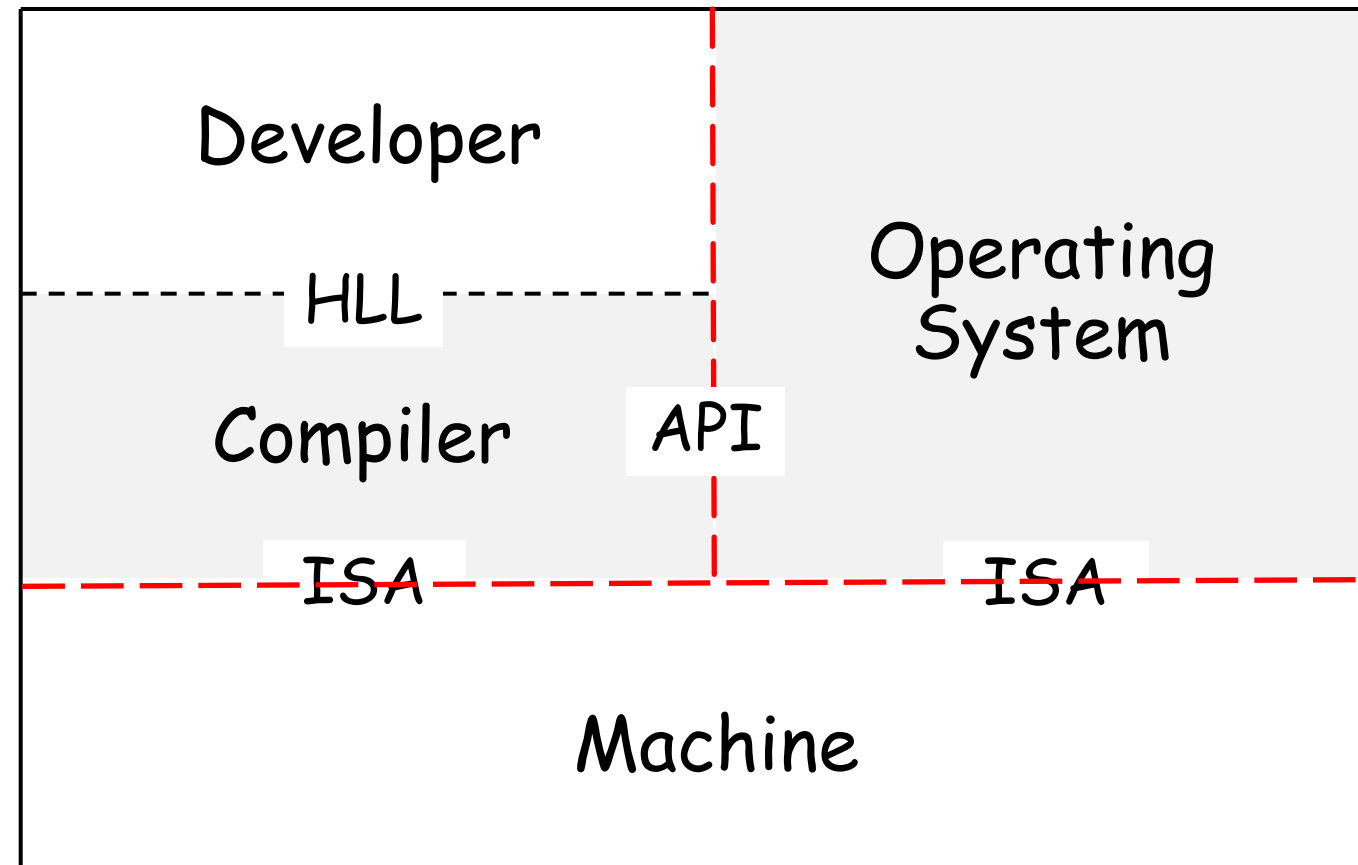 Developer
HLL
Compiler
ISA
API
Operating
System
ISA
Machine